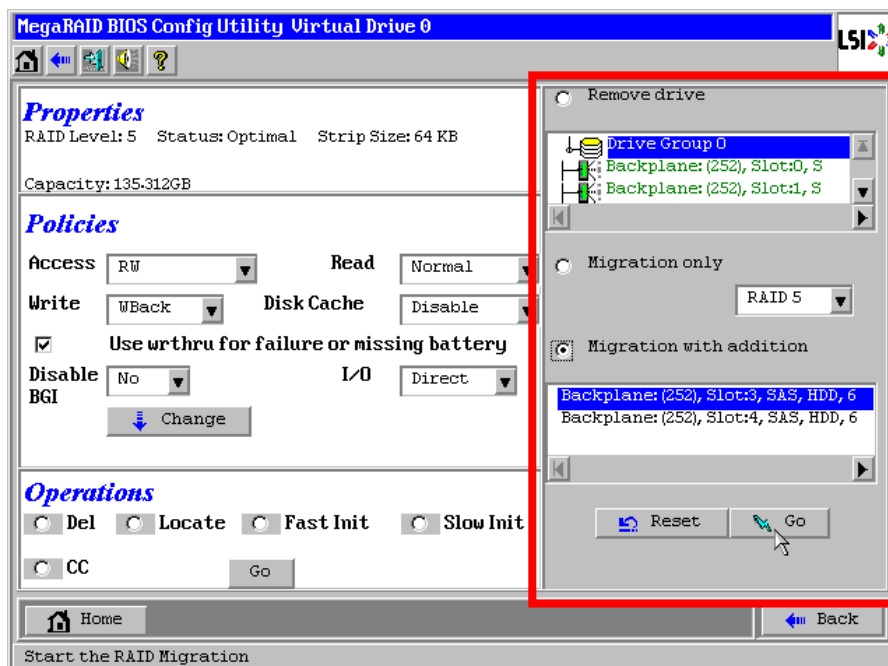 MegaRAID BIOS Config Utility Virtual Drive 0
LSI
Properties
RAID Level: 5 Status: Optimal Strip Size: 64 KB
Capacity: 135.312GB
Policies
Access RW Read Normal
Write WBack Disk Cache Disable
Use wrthru for failure or missing battery
Disable BGI No I/O Direct
Change
Operations
Del Locate Fast Init Slow Init
CC Go
Remove drive
Drive Group 0
Backplane: (252), Slot:0, S
Backplane: (252), Slot:1, S
Migration only
RAID 5
Migration with addition
Backplane: (252), Slot:3, SAS, HDD, 6
Backplane: (252), Slot:4, SAS, HDD, 6
Reset Go
Home Back
Start the RAID Migration